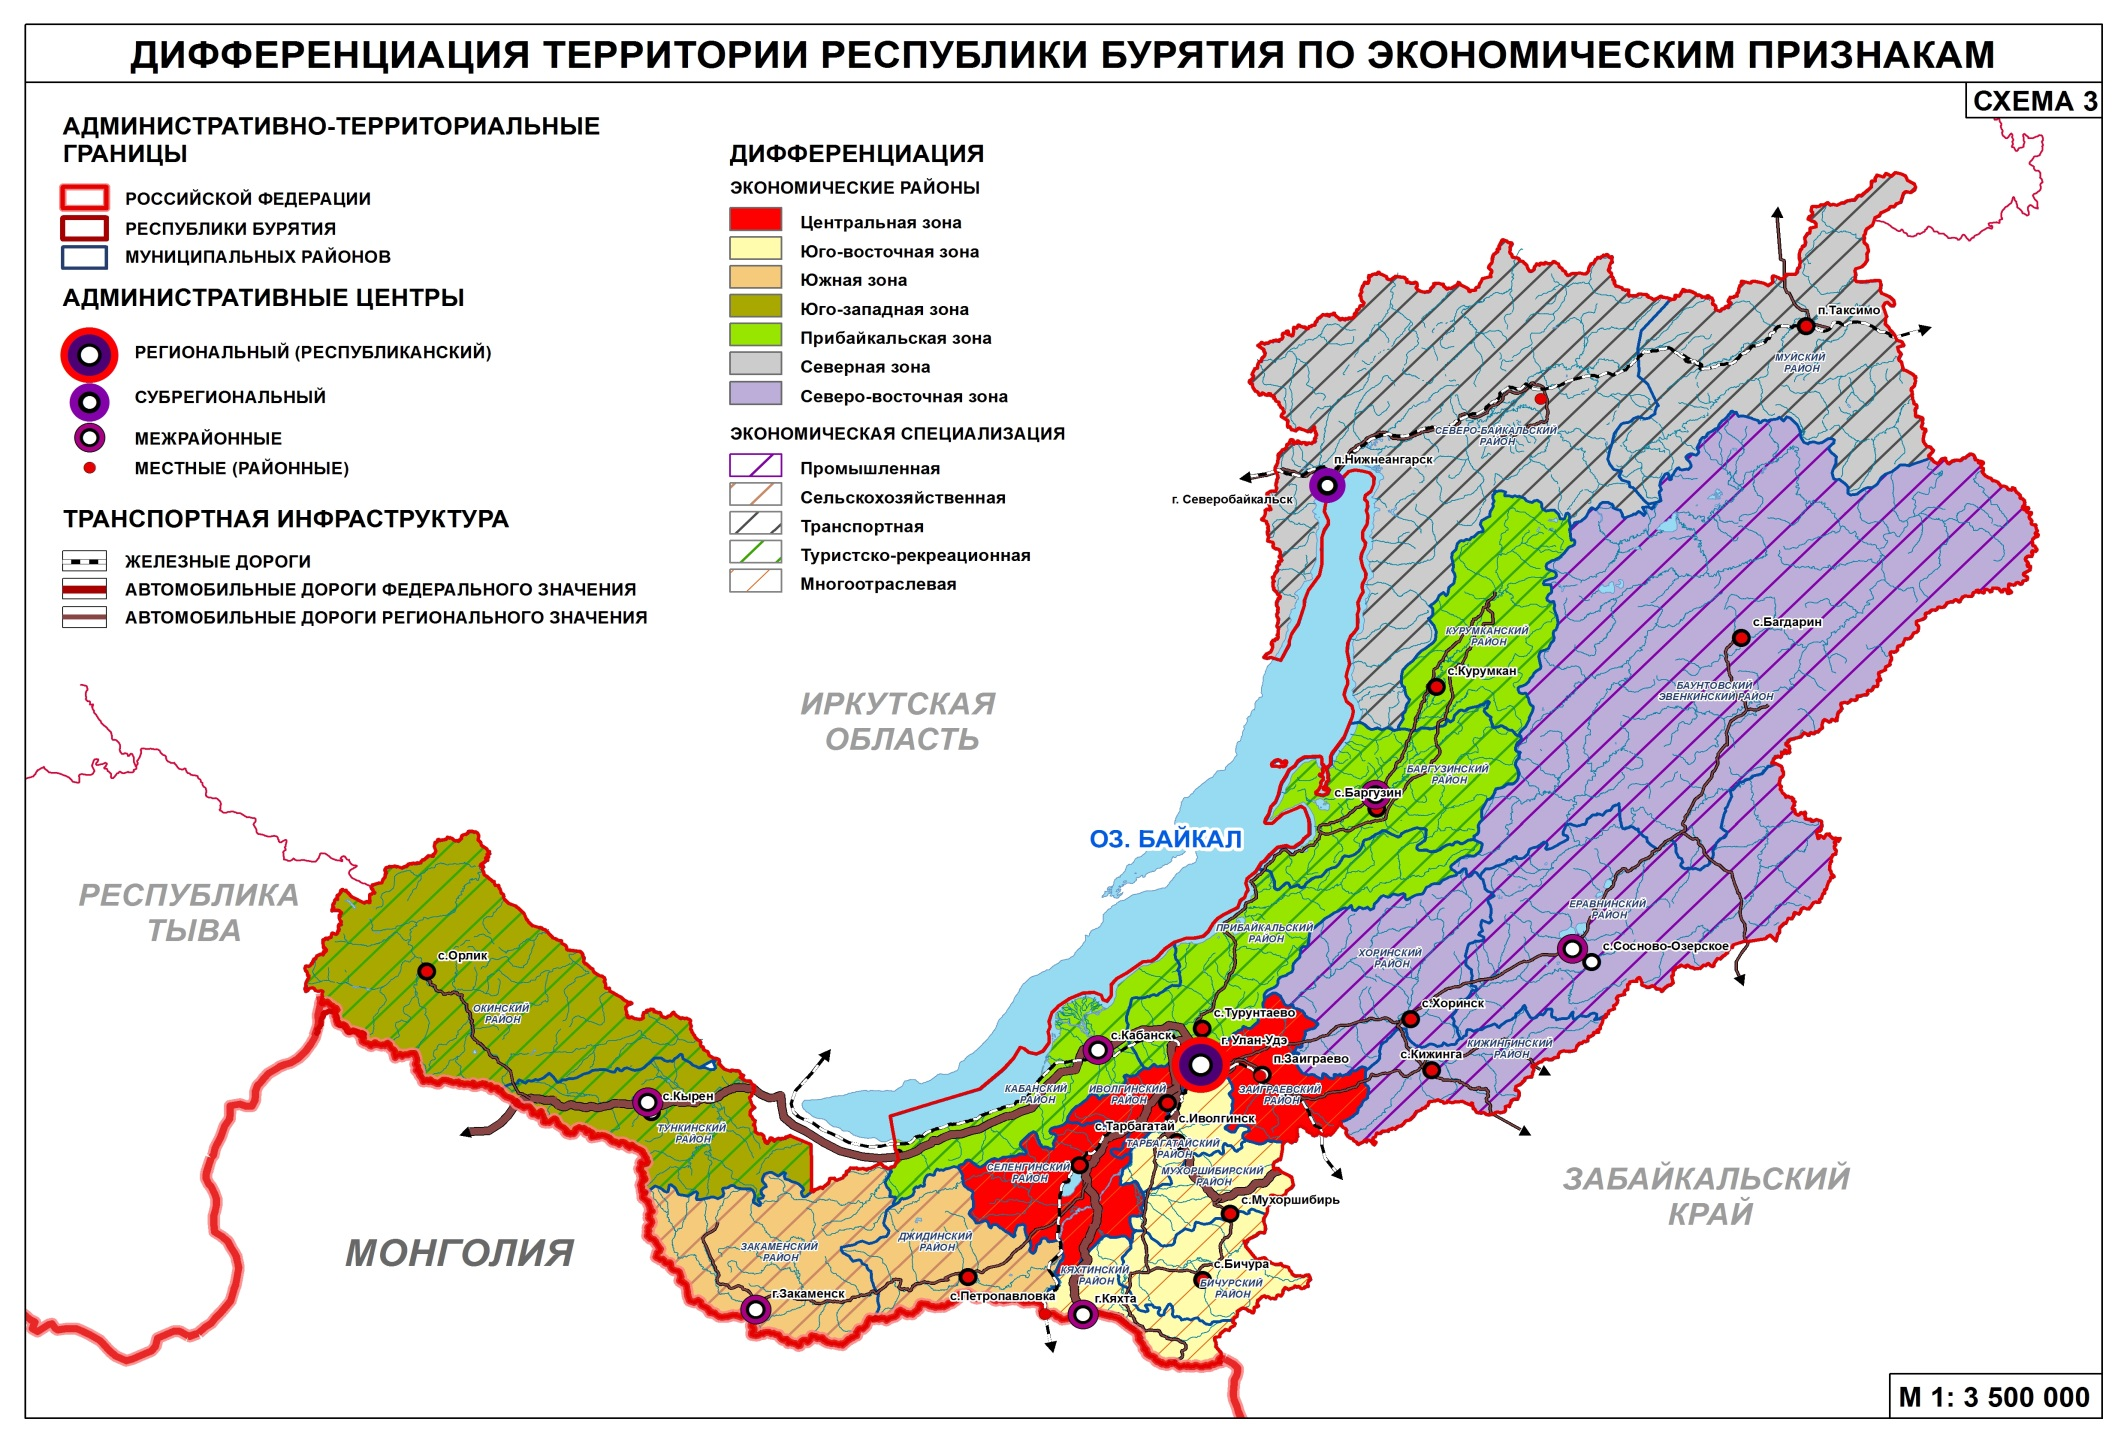 ДИФФЕРЕНЦИАЦИЯ ТЕРРИТОРИИ РЕСПУБЛИКИ БУРЯТИЯ ПО ЭКОНОМИЧЕСКИМ ПРИЗНАКАМ
СХЕМА 3
АДМИНИСТРАТИВНО-ТЕРРИТОРИАЛЬНЫЕ
ГРАНИЦЫ
РОССИЙСКОЙ ФЕДЕРАЦИИ
РЕСПУБЛИКИ БУРЯТИЯ
МУНИЦИПАЛЬНЫХ РАЙОНОВ
АДМИНИСТРАТИВНЫЕ ЦЕНТРЫ
РЕГИОНАЛЬНЫЙ (РЕСПУБЛИКАНСКИЙ)
СУБРЕГИОНАЛЬНЫЙ
МЕЖРАЙОННЫЕ
МЕСТНЫЕ (РАЙОННЫЕ)
ТРАНСПОРТНАЯ ИНФРАСТРУКТУРА
ЖЕЛЕЗНЫЕ ДОРОГИ
АВТОМОБИЛЬНЫЕ ДОРОГИ ФЕДЕРАЛЬНОГО ЗНАЧЕНИЯ
АВТОМОБИЛЬНЫЕ ДОРОГИ РЕГИОНАЛЬНОГО ЗНАЧЕНИЯ
ДИФФЕРЕНЦИАЦИЯ
ЭКОНОМИЧЕСКИЕ РАЙОНЫ
Центральная зона
Юго-восточная зона
Южная зона
Юго-западная зона
Прибайкальская зона
Северная зона
Северо-восточная зона
ЭКОНОМИЧЕСКАЯ СПЕЦИАЛИЗАЦИЯ
Промышленная
Сельскохозяйственная
Транспортная
Туристско-рекреационная
Многоотраслевая
п.Таксимо
МУЙСКИЙ
РАЙОН
СЕВЕРО-БАЙКАЛЬСКИЙ
РАЙОН
п.Нижнеангарск
г. Северобайкальск
с.Багдарин
КУРУМКАНСКИЙ
РАЙОН
с.Курумкан
БАУНТОВСКИЙ
ЭВЕНКИНСКИЙ РАЙОН
ИРКУТСКАЯ
ОБЛАСТЬ
БАРГУЗИНСКИЙ
РАЙОН
с.Баргузин
ОЗ. БАЙКАЛ
РЕСПУБЛИКА
ТЫВА
ЕРАВНИНСКИЙ
РАЙОН
ПРИБАЙКАЛЬСКИЙ
РАЙОН
с.Сосново-Озерское
ХОРИНСКИЙ
РАЙОН
с.Орлик
ОКИНСКИЙ
РАЙОН
с.Хоринск
с.Турунтаево
с.Кабанск
г. Улан-Удэ
КИЖИНГИНСКИЙ
РАЙОН
с.Кижинга
п.Заиграево
КАБАНСКИЙ
РАЙОН
ИВОЛГИНСКИЙ
РАЙОН
ЗАИГРАЕВСКИЙ
РАЙОН
с.Кырен
ТУНКИНСКИЙ
РАЙОН
с.Иволгинск
с.Тарбагатай
ТАРБАГАТАЙСКИЙ
РАЙОН
СЕЛЕНГИНСКИЙ
РАЙОН
МУХОРШИБИРСКИЙ
РАЙОН
с.Мухоршибирь
ЗАБАЙКАЛЬСКИЙ
КРАЙ
МОНГОЛИЯ
ЗАКАМЕНСКИЙ
РАЙОН
ДЖИДИНСКИЙ
РАЙОН
КЯХТИНСКИЙ
РАЙОН
с.Бичура
БИЧУРСКИЙ
РАЙОН
г.Закаменск
с.Петропавловка
г.Кяхта
М 1: 3 500 000